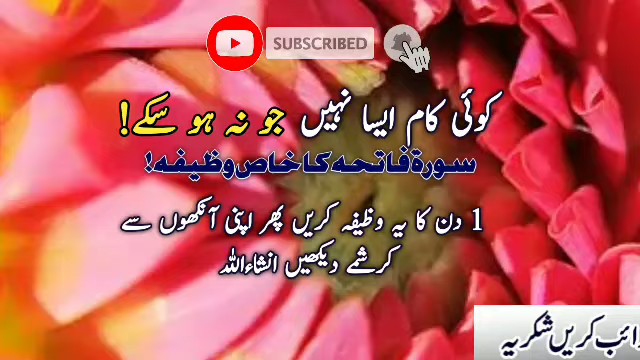 SUBSCRIBED
کوئی کام ایسا نہیں جو نہ ہو سکے!
سورۃ فاتحہ کا خاص وظیفہ!
1 دن کا یہ وظیفہ کریں پھر اپنی آنکھوں سے
کرشمے دیکھیں انشاءاللہ
کریں شکریہ